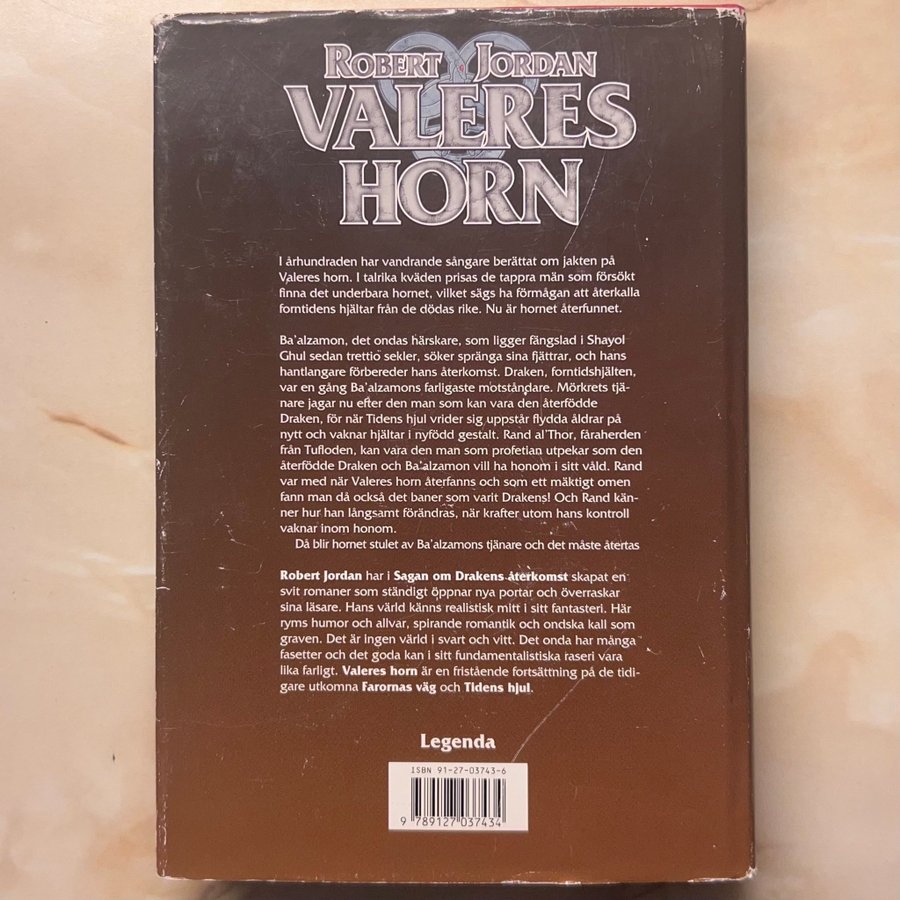 ROBERT JORDAN
VALERES
HORN
I århundraden har vandrande sångare berättat om jakten på
Valeres horn. I talrika kväden prisas de tappra män som försökt
finna det underbara hornet, vilket sägs ha förmågan att återkalla
forntidens hjältar från de dödas rike. Nu är hornet återfunnet.
Ba'alzamon, det ondas härskare, som ligger fängslad i Shayol
Ghul sedan trettio sekler, söker spränga sina fjättrar, och hans
hantlangare förbereder hans återkomst. Draken, forntidshjälten,
var en gång Ba'alzamons farligaste motståndare. Mörkrets tjä-
nare jagar nu efter den man som kan vara den återfödde
Draken, för när Tidens hjul vrider sig uppstår flydda åldrar på
nytt och vaknar hjältar i nyfödd gestalt. Rand al'Thor, fåraherden
från Tufloden, kan vara den man som profetian utpekar som den
återfödde Draken och Ba'alzamon vill ha honom i sitt våld. Rand
var med när Valeres horn återfanns och som ett mäktigt omen
fann man då också det baner som varit Drakens! Och Rand kän-
ner hur han långsamt förändras, när krafter utom hans kontroll
vaknar inom honom.
Då blir hornet stulet av Ba'alzamons tjänare och det måste återtas
Robert Jordan har i Sagan om Drakens återkomst skapat en
svit romaner som ständigt öppnar nya portar och överraskar
sina läsare. Hans värld känns realistisk mitt i sitt fantasteri. Här
ryms humor och allvar, spirande romantik och ondska kall som
graven. Det är ingen värld i svart och vitt. Det onda har många
fasetter och det goda kan i sitt fundamentalistiska raseri vara
lika farligt. Valeres horn är en fristående fortsättning på de tidi-
gare utkomna Farornas väg och Tidens hjul.
Legenda
ISBN 91-27-03743-6
9 789127 037434